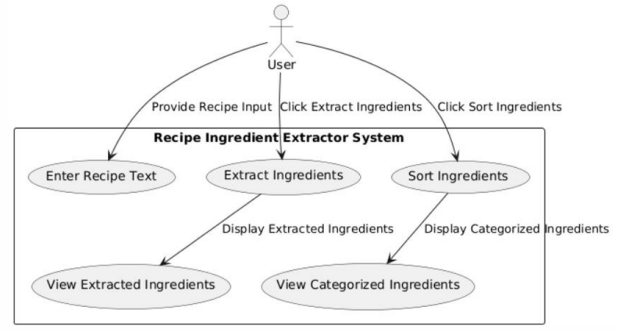 User
Provide Recipe Input
Click Extract Ingredients
Click Sort Ingredients
Recipe Ingredient Extractor System
Enter Recipe Text
Extract Ingredients
Sort Ingredients
Display Extracted Ingredients
Display Categorized Ingredients
View Extracted Ingredients
View Categorized Ingredients